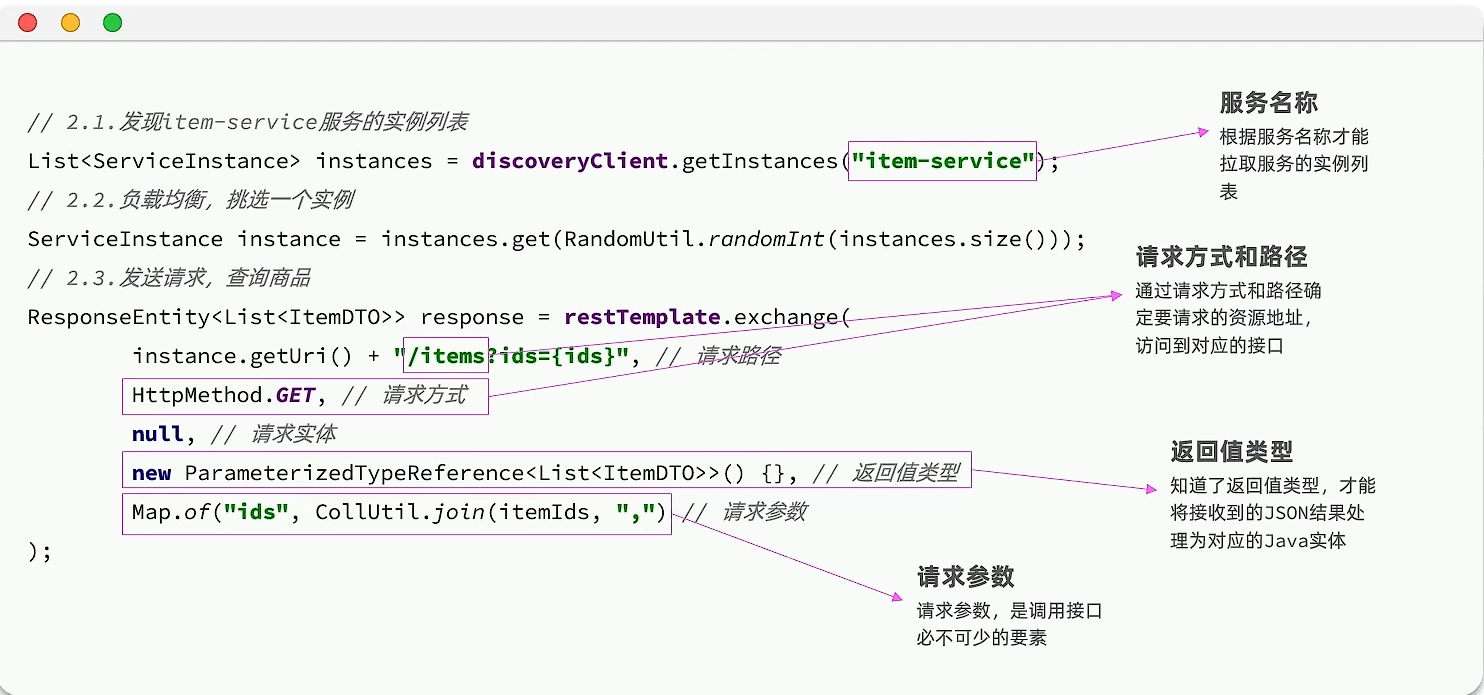 // 2.1.发现item-service服务的实例列表
List<ServiceInstance> instances = discoveryClient.getInstances("item-service");
// 2.2.负载均衡，挑选一个实例
ServiceInstance instance = instances.get(RandomUtil.randomInt(instances.size()));
// 2.3.发送请求，查询商品
ResponseEntity<List<ItemDTO>> response = restTemplate.exchange(
instance.getUri() + "/items?ids={ids}", // 请求路径
HttpMethod.GET, // 请求方式
null, // 请求实体
new ParameterizedTypeReference<List<ItemDTO>>() {}, // 返回值类型
Map.of("ids", CollUtil.join(itemIds, ",") // 请求参数
);
服务名称
根据服务名称才能
拉取服务的实例列
表
请求方式和路径
通过请求方式和路径确
定要请求的资源地址，
访问到对应的接口
返回值类型
知道了返回值类型，才能
将接收到的JSON结果处
理为对应的Java实体
请求参数
请求参数，是调用接口
必不可少的要素